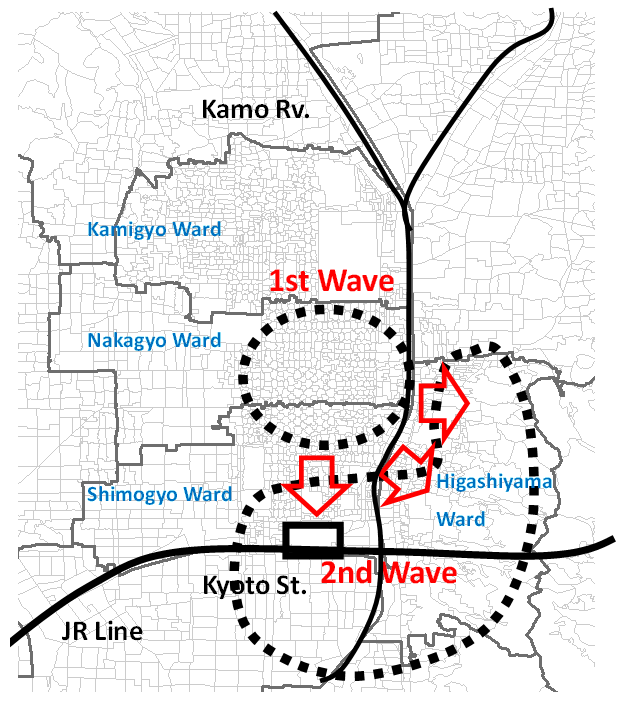 Kamo Rv.
Kamigyo Ward
1st Wave
Nakagyo Ward
Shimogyo Ward
Higashiyama
Ward
2nd Wave
Kyoto St.
JR Line